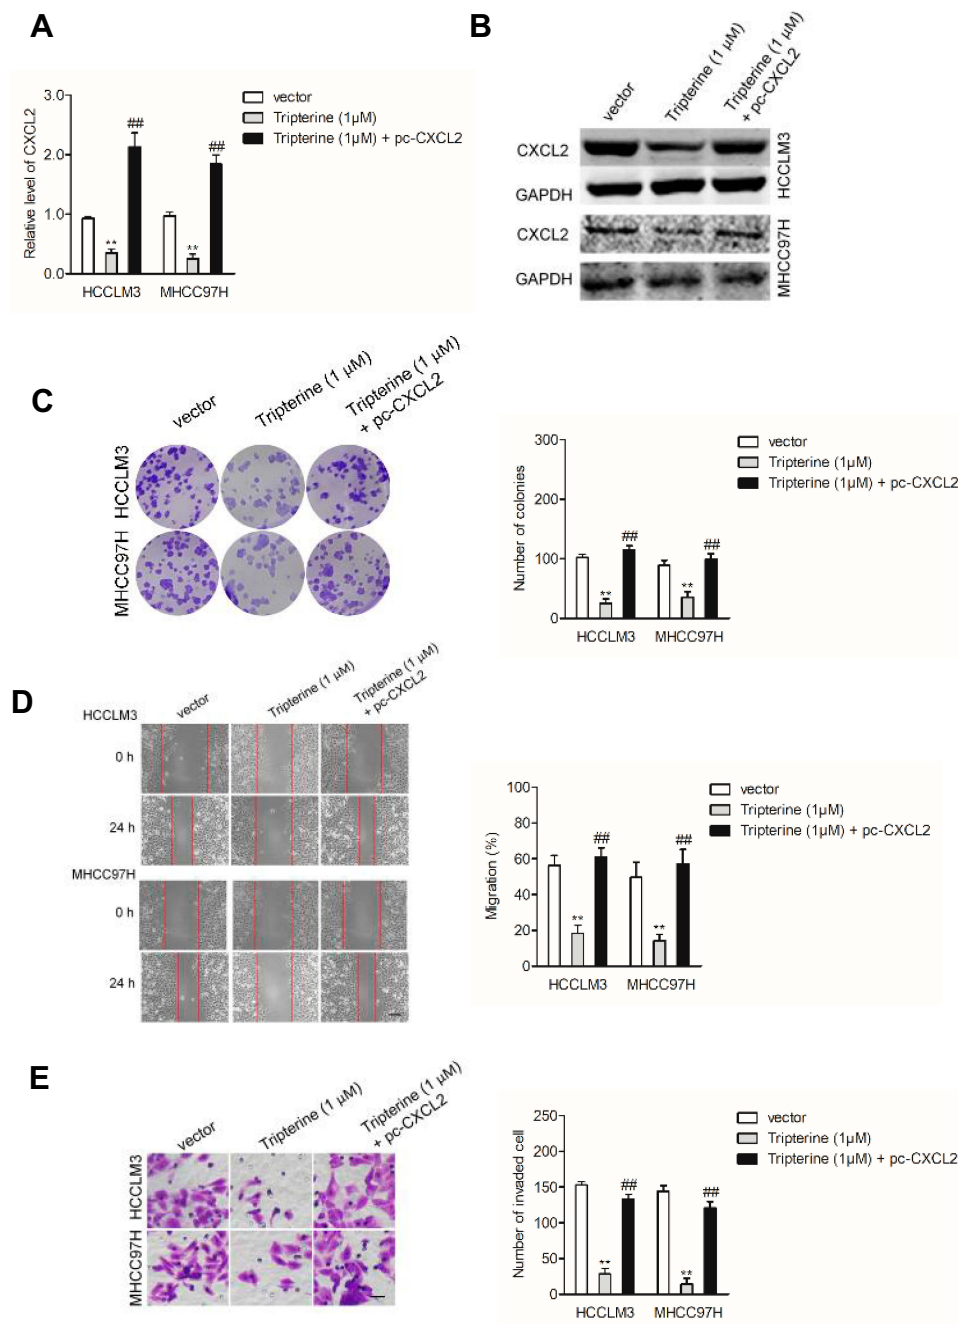 A
3.0
2.0
1.0
0.0
Relative level of CXCL2
##
##
**
**
HCCLM3
MHCC97H
vector
Tripterine (1μM)
Tripterine (1μM) + pc-CXCL2
B
vector
Tripterine (1 μM)
Tripterine (1 μM)
+ pc-CXCL2
CXCL2
GAPDH
HCCLM3
CXCL2
GAPDH
MHCC97H
C
vector
Tripterine (1 μM)
Tripterine (1 μM)
+ pc-CXCL2
HCCLM3
MHCC97H
300
200
100
0
Number of colonies
##
##
**
**
HCCLM3
MHCC97H
vector
Tripterine (1μM)
Tripterine (1μM) + pc-CXCL2
D
vector
Tripterine (1 μM)
Tripterine (1 μM)
+ pc-CXCL2
HCCLM3
0 h
24 h
MHCC97H
0 h
24 h
100
80
60
40
20
0
Migration (%)
##
##
**
**
HCCLM3
MHCC97H
vector
Tripterine (1μM)
Tripterine (1μM) + pc-CXCL2
E
vector
Tripterine (1 μM)
Tripterine (1 μM)
+ pc-CXCL2
HCCLM3
MHCC97H
250
200
150
100
50
0
Number of invaded cell
##
##
**
**
HCCLM3
MHCC97H
vector
Tripterine (1μM)
Tripterine (1μM) + pc-CXCL2